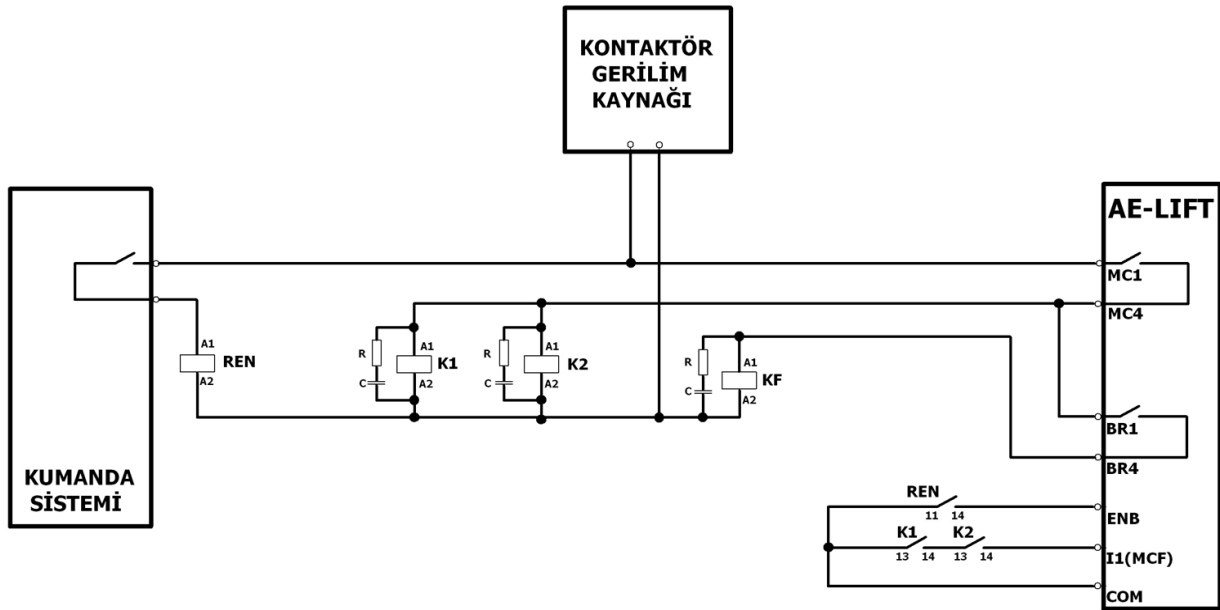 KONTAKTÖR
GERİLİM
KAYNAĞI
AE-LIFT
MC1
MC4
A1
REN
A2
R
C
A1
K1
A2
R
C
A1
K2
A2
R
C
A1
KF
A2
BR1
BR4
KUMANDA
SİSTEMİ
REN
11 14
ENB
K1 K2
13 14 13 14
I1(MCF)
COM